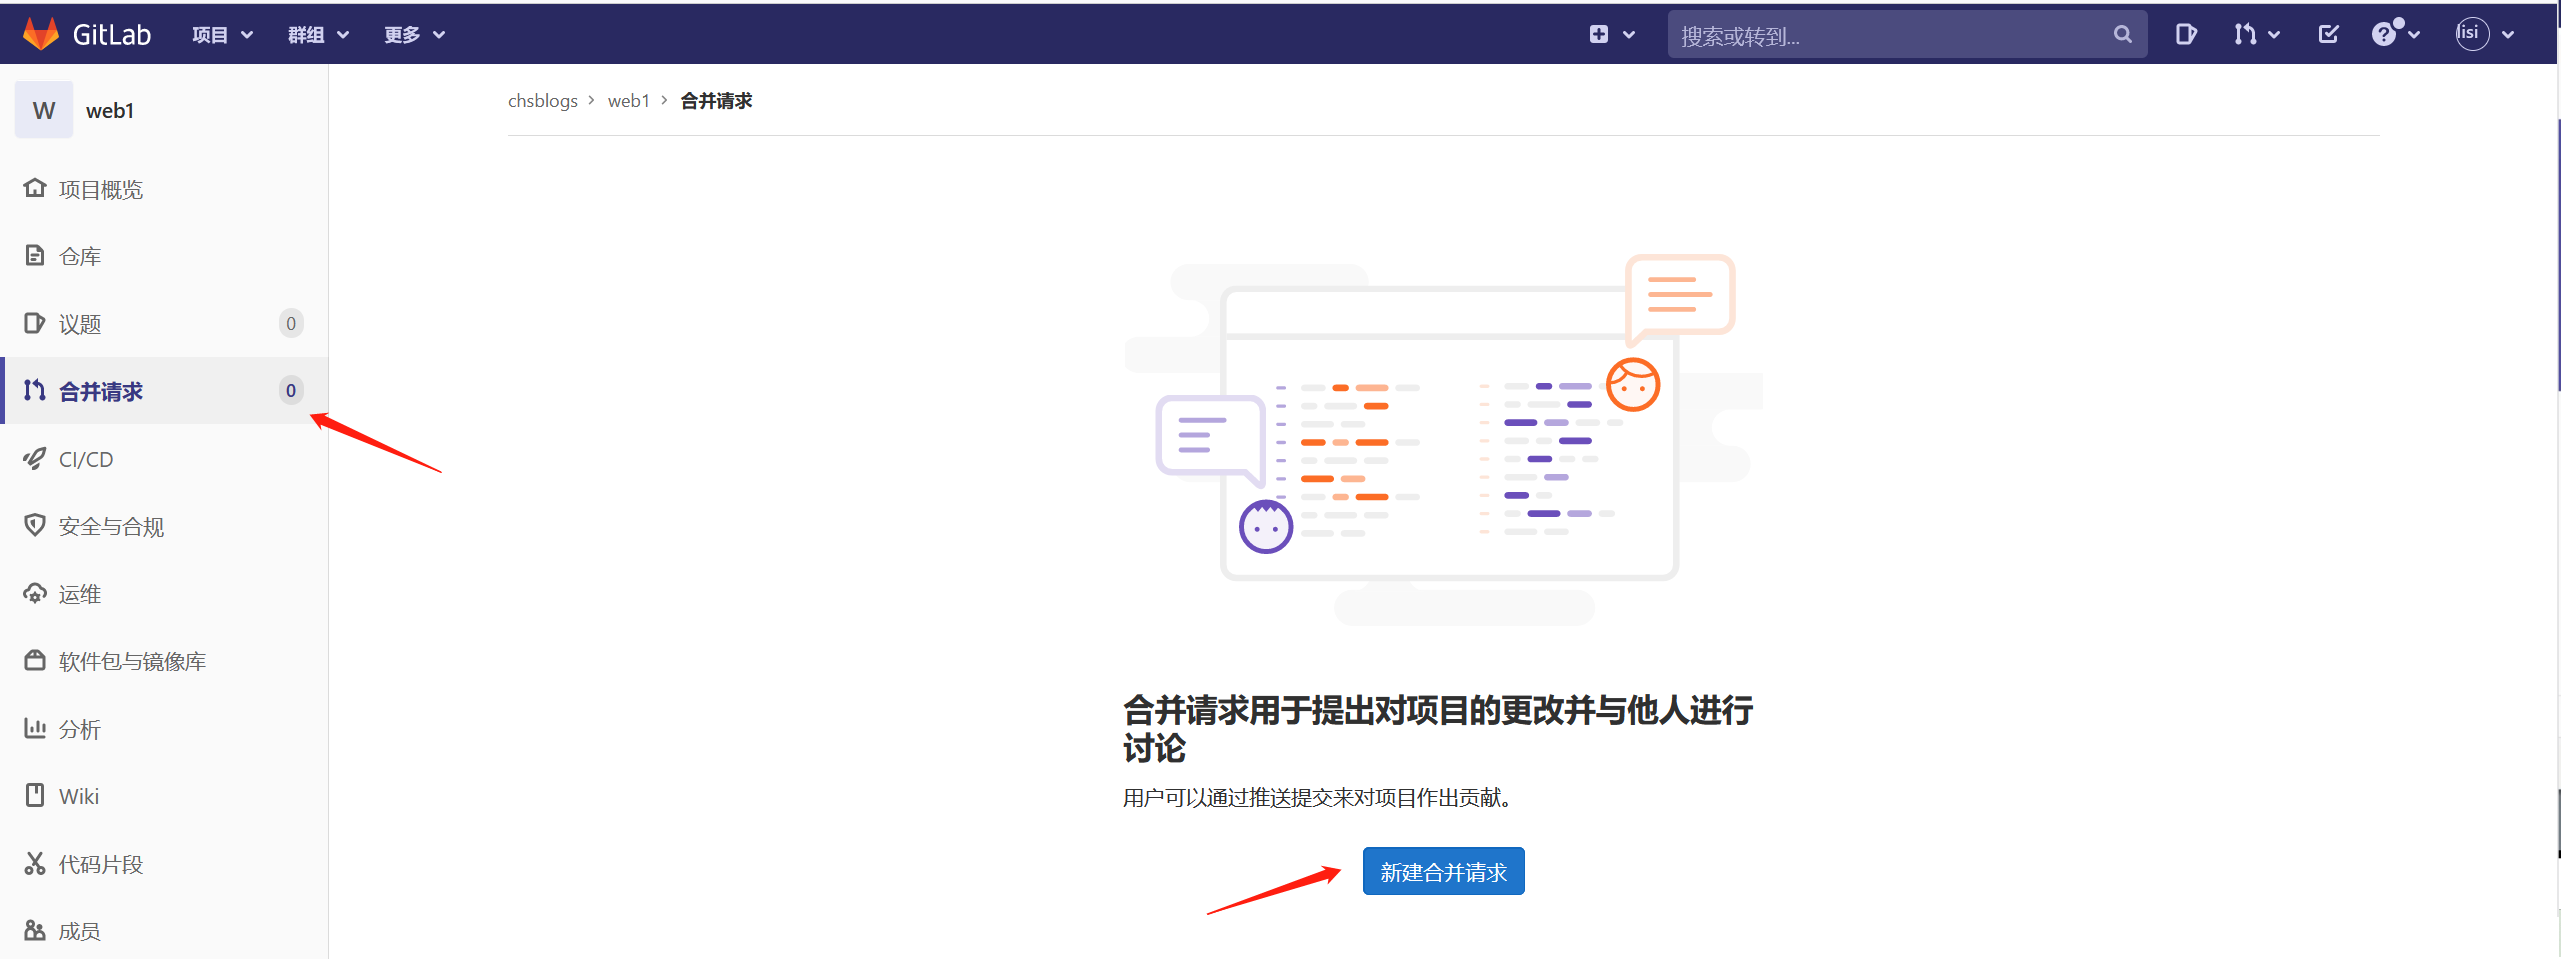 GitLab 项目 群组 更多 搜索或转到... lisi
W web1
chsblogs > web1 > 合并请求
项目概览
仓库
议题 0
合并请求 0
CI/CD
安全与合规
运维
软件包与镜像库
分析
Wiki
代码片段
成员
合并请求用于提出对项目的更改并与他人进行
讨论
用户可以通过推送提交来对项目作出贡献。
新建合并请求